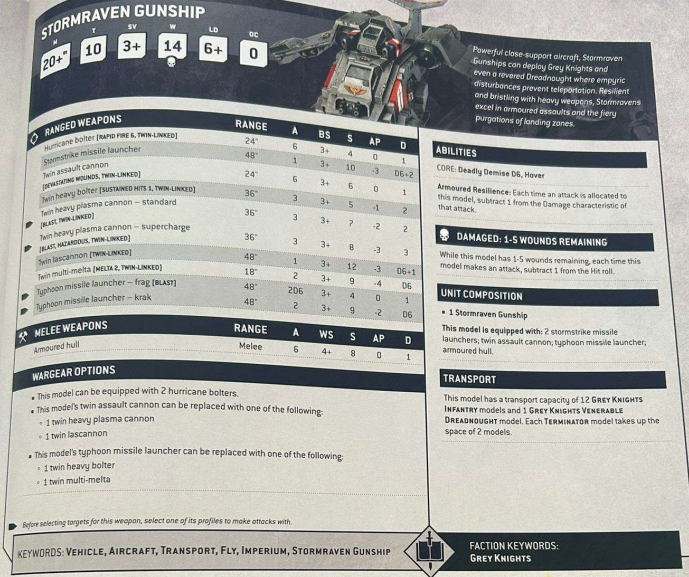 STORMRAVEN GUNSHIP
M T SV W LD OC
20+" 10 3+ 14 6+ 0
Powerful close-support aircraft, Stormraven
Gunships can deploy Grey Knights and
even a revered Dreadnought where empyric
disturbances prevent teleportation. Resilient
and bristling with heavy weapons, Stormravens
excel in armoured assaults and the fiery
purgations of landing zones.
RANGED WEAPONS RANGE A BS S AP D
Hurricane bolter [RAPID FIRE 6, TWIN-LINKED] 24" 6 3+ 4 0 1
Stormstrike missile launcher 48" 1 3+ 10 -3 D6+2
Twin assault cannon
[DEVASTATING WOUNDS, TWIN-LINKED] 24" 6 3+ 6 0 1
Twin heavy bolter [SUSTAINED HITS 1, TWIN-LINKED] 36" 3 3+ 5 -1 2
Twin heavy plasma cannon – standard
[BLAST, TWIN-LINKED] 36" 3 3+ 7 -2 2
Twin heavy plasma cannon – supercharge
[BLAST, HAZARDOUS, TWIN-LINKED] 36" 3 3+ 8 -3 3
Twin lascannon [TWIN-LINKED] 48" 1 3+ 12 -3 D6+1
Twin multi-melta [MELTA 2, TWIN-LINKED] 18" 2 3+ 9 -4 D6
Typhoon missile launcher – frag [BLAST] 48" 2D6 3+ 4 0 1
Typhoon missile launcher – krak 48" 2 3+ 9 -2 D6
MELEE WEAPONS RANGE A WS S AP D
Armoured hull Melee 6 4+ 8 0 1
WARGEAR OPTIONS
▪ This model can be equipped with 2 hurricane bolters.
▪ This model's twin assault cannon can be replaced with one of the following:
◦ 1 twin heavy plasma cannon
◦ 1 twin lascannon
▪ This model's typhoon missile launcher can be replaced with one of the following:
◦ 1 twin heavy bolter
◦ 1 twin multi-melta
Before selecting targets for this weapon, select one of its profiles to make attacks with.
ABILITIES
CORE: Deadly Demise D6, Hover
Armoured Resilience: Each time an attack is allocated to
this model, subtract 1 from the Damage characteristic of
that attack.
DAMAGED: 1-5 WOUNDS REMAINING
While this model has 1-5 wounds remaining, each time this
model makes an attack, subtract 1 from the Hit roll.
UNIT COMPOSITION
▪ 1 Stormraven Gunship
This model is equipped with: 2 stormstrike missile
launchers; twin assault cannon; typhoon missile launcher;
armoured hull.
TRANSPORT
This model has a transport capacity of 12 GREY KNIGHTS
INFANTRY models and 1 GREY KNIGHTS VENERABLE
DREADNOUGHT model. Each TERMINATOR model takes up the
space of 2 models.
KEYWORDS: VEHICLE, AIRCRAFT, TRANSPORT, FLY, IMPERIUM, STORMRAVEN GUNSHIP
FACTION KEYWORDS:
GREY KNIGHTS